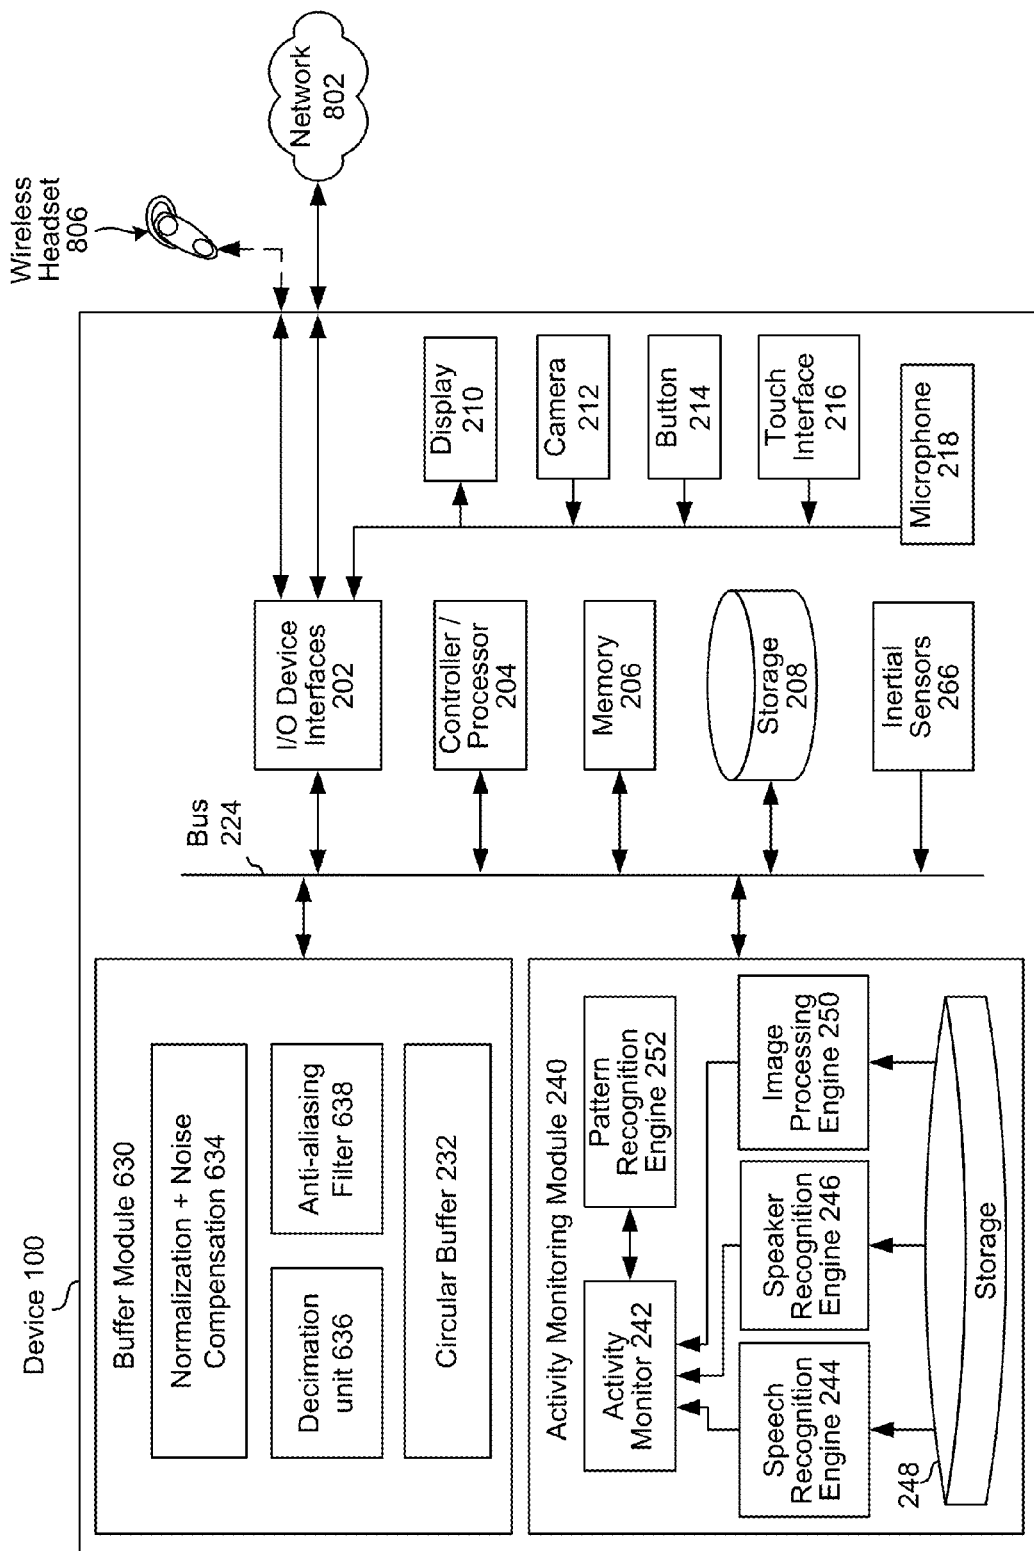 Device 100
Buffer Module 630
Normalization + Noise
Compensation 634
Decimation
unit 636
Anti-aliasing
Filter 638
Circular Buffer 232
Activity Monitoring Module 240
Activity
Monitor 242
Pattern
Recognition
Engine 252
Speech
Recognition
Engine 244
Speaker
Recognition
Engine 246
Image
Processing
Engine 250
248
Storage
Bus
224
I/O Device
Interfaces
202
Controller /
Processor
204
Memory
206
Storage
208
Inertial
Sensors
266
Display
210
Camera
212
Button
214
Touch
Interface
216
Microphone
218
Wireless
Headset
806
Network
802